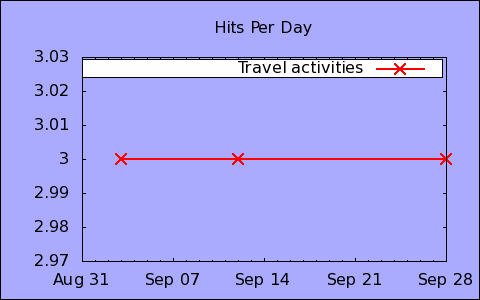 Hits Per Day
Travel activities
3.03
3.02
3.01
3
2.99
2.98
2.97
Aug 31 Sep 07 Sep 14 Sep 21 Sep 28